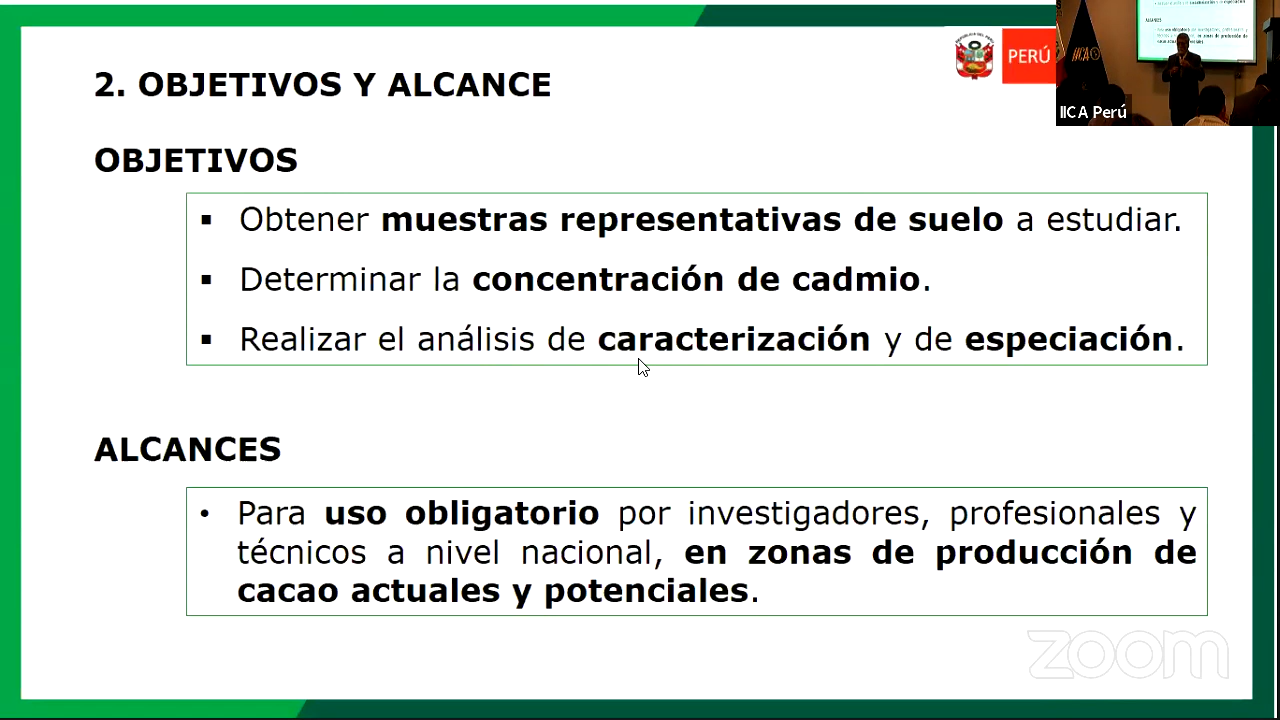 2. OBJETIVOS Y ALCANCE
PERÚ
IICA Perú
OBJETIVOS
▪ Obtener muestras representativas de suelo a estudiar.
▪ Determinar la concentración de cadmio.
▪ Realizar el análisis de caracterización y de especiación.
ALCANCES
• Para uso obligatorio por investigadores, profesionales y
técnicos a nivel nacional, en zonas de producción de
cacao actuales y potenciales.
zoom